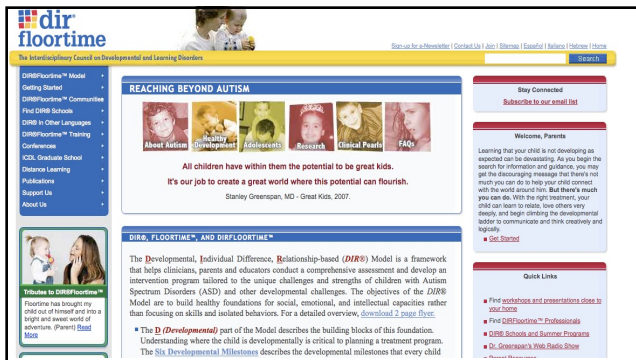 dir®
floortime
Sign-up for e-Newsletter | Contact Us | Join | Sitemap | Español | Italiano | Hebrew | Home
The Interdisciplinary Council on Developmental and Learning Disorders
Search
DIR®Floortime™ Model
Getting Started
DIR®Floortime™ Communities
Find DIR® Schools
DIR® In Other Languages
DIR®Floortime™ Training
Conferences
ICDL Graduate School
Distance Learning
Publications
Support Us
About Us
Tributes to DIR®Floortime™
Floortime has brought my
child out of himself and into a
bright and sweet world of
adventure. (Parent) Read
More
REACHING BEYOND AUTISM
About Autism
Healthy
Development
Adolescents
Research
Clinical Pearls
FAQs
All children have within them the potential to be great kids.
It's our job to create a great world where this potential can flourish.
Stanley Greenspan, MD - Great Kids, 2007.
DIR®, FLOORTIME™, AND DIRFLOORTIME™
The Developmental, Individual Difference, Relationship-based (DIR®) Model is a framework
that helps clinicians, parents and educators conduct a comprehensive assessment and develop an
intervention program tailored to the unique challenges and strengths of children with Autism
Spectrum Disorders (ASD) and other developmental challenges. The objectives of the DIR®
Model are to build healthy foundations for social, emotional, and intellectual capacities rather
than focusing on skills and isolated behaviors. For a detailed overview, download 2 page flyer.
The D (Developmental) part of the Model describes the building blocks of this foundation.
Understanding where the child is developmentally is critical to planning a treatment program.
The Six Developmental Milestones describes the developmental milestones that every child
Stay Connected
Subscribe to our email list
Welcome, Parents
Learning that your child is not developing as
expected can be devastating. As you begin the
search for information and guidance, you may
get the discouraging message that there's not
much you can do to help your child connect
with the world around him. But there's much
you can do. With the right treatment, your
child can learn to relate, love others very
deeply, and begin climbing the developmental
ladder to communicate and think creatively and
logically.
Get Started
Quick Links
Find workshops and presentations close to
your home
Find DIRFloortime™ Professionals
DIR® Schools and Summer Programs
Dr. Greenspan's Web Radio Show
Parent Resources